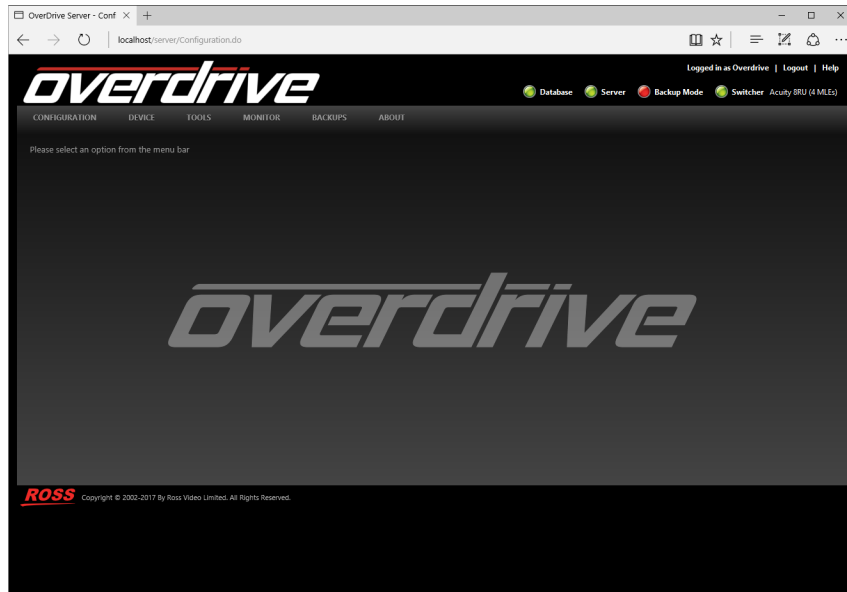 OverDrive Server - Conf
localhost/server/Configuration.do
overdrive
Logged in as Overdrive | Logout | Help
Database Server Backup Mode Switcher Acuity 8RU (4 MLEs)
CONFIGURATION DEVICE TOOLS MONITOR BACKUPS ABOUT
Please select an option from the menu bar
overdrive
ROSS Copyright © 2002-2017 By Ross Video Limited. All Rights Reserved.